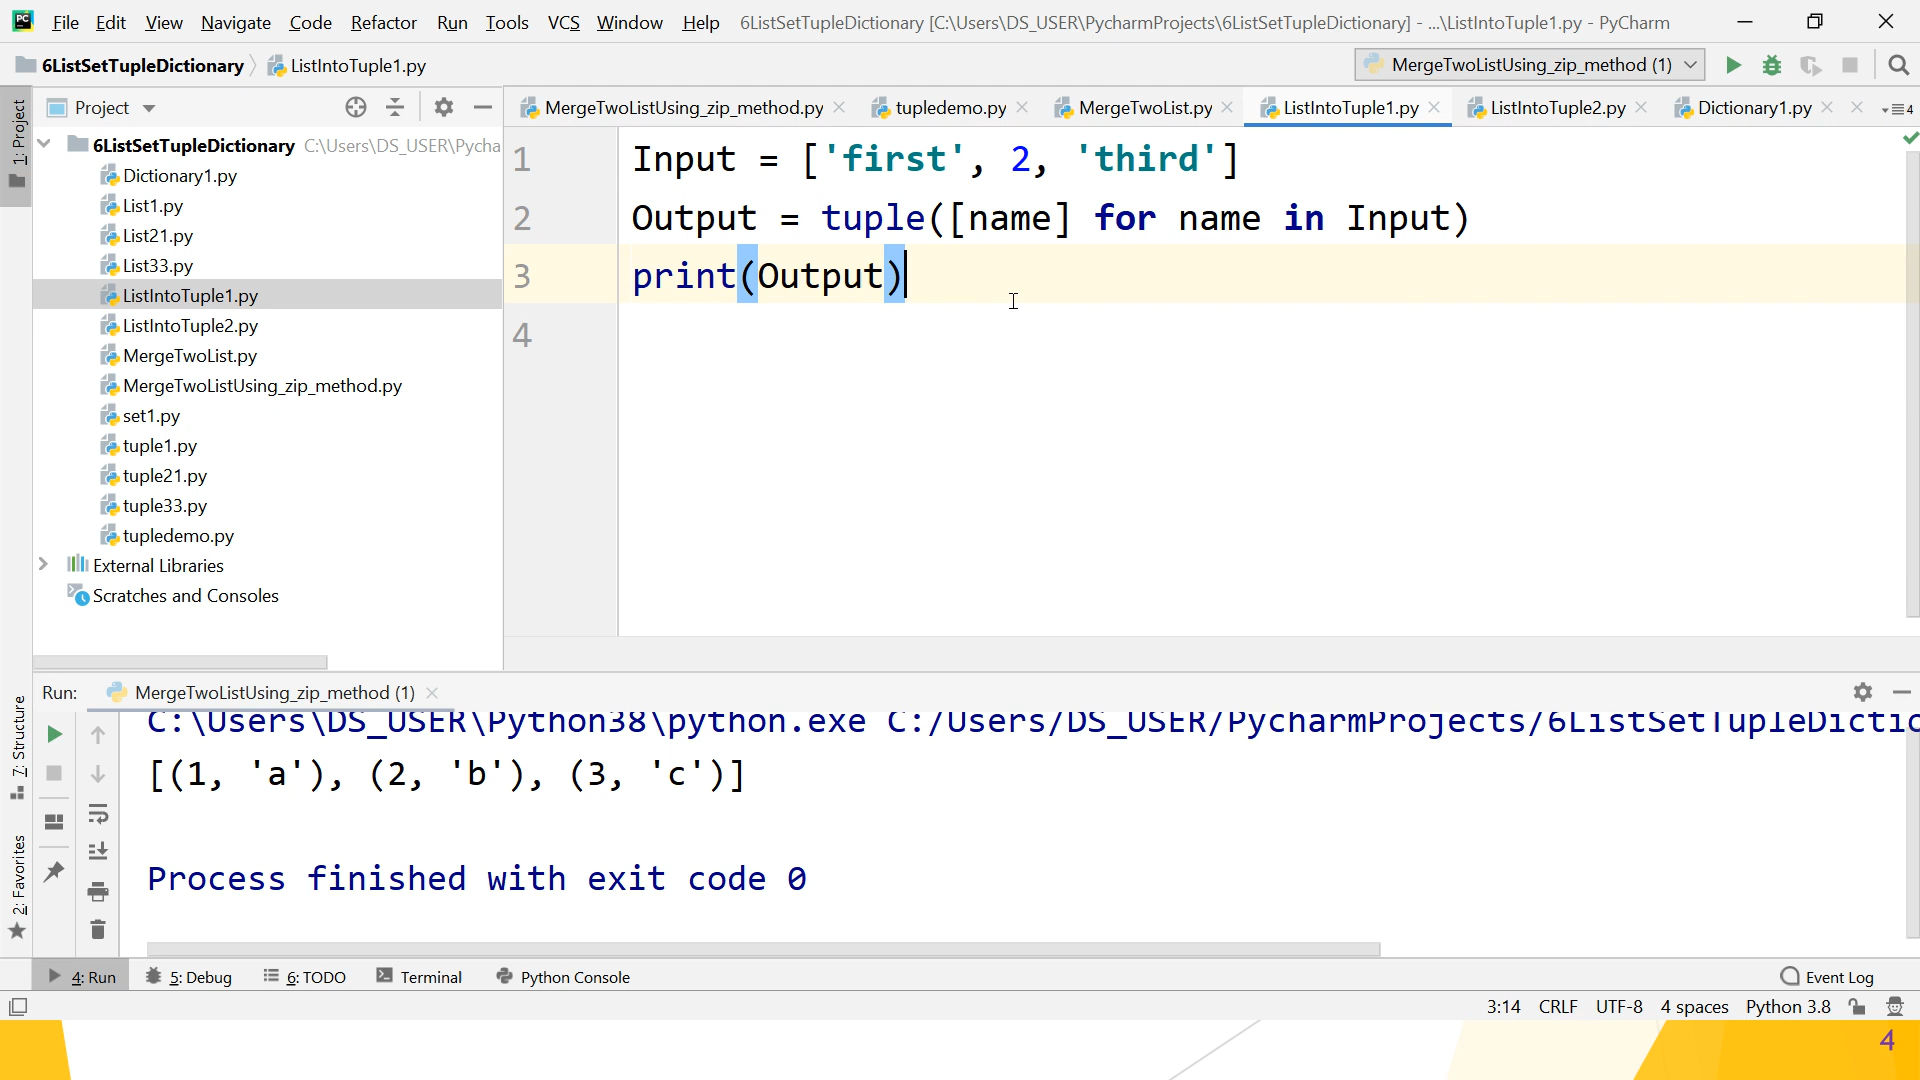 File Edit View Navigate Code Refactor Run Tools VCS Window Help 6ListSetTupleDictionary [C:\Users\DS_USER\PycharmProjects\6ListSetTupleDictionary] - ...\ListIntoTuple1.py - PyCharm
6ListSetTupleDictionary ListIntoTuple1.py MergeTwoListUsing_zip_method (1)
Project MergeTwoListUsing_zip_method.py tupledemo.py MergeTwoList.py ListIntoTuple1.py ListIntoTuple2.py Dictionary1.py 4
1: Project
6ListSetTupleDictionary C:\Users\DS_USER\Pycha
Dictionary1.py
List1.py
List21.py
List33.py
ListIntoTuple1.py
ListIntoTuple2.py
MergeTwoList.py
MergeTwoListUsing_zip_method.py
set1.py
tuple1.py
tuple21.py
tuple33.py
tupledemo.py
External Libraries
Scratches and Consoles
1 Input = ['first', 2, 'third']
2 Output = tuple([name] for name in Input)
3 print(Output)
4
Run: MergeTwoListUsing_zip_method (1)
7: Structure
2: Favorites
C:\Users\DS_USER\Python38\python.exe C:/Users/DS_USER/PycharmProjects/6ListSetTupleDictic
[(1, 'a'), (2, 'b'), (3, 'c')]
Process finished with exit code 0
4: Run 5: Debug 6: TODO Terminal Python Console Event Log
3:14 CRLF UTF-8 4 spaces Python 3.8
4